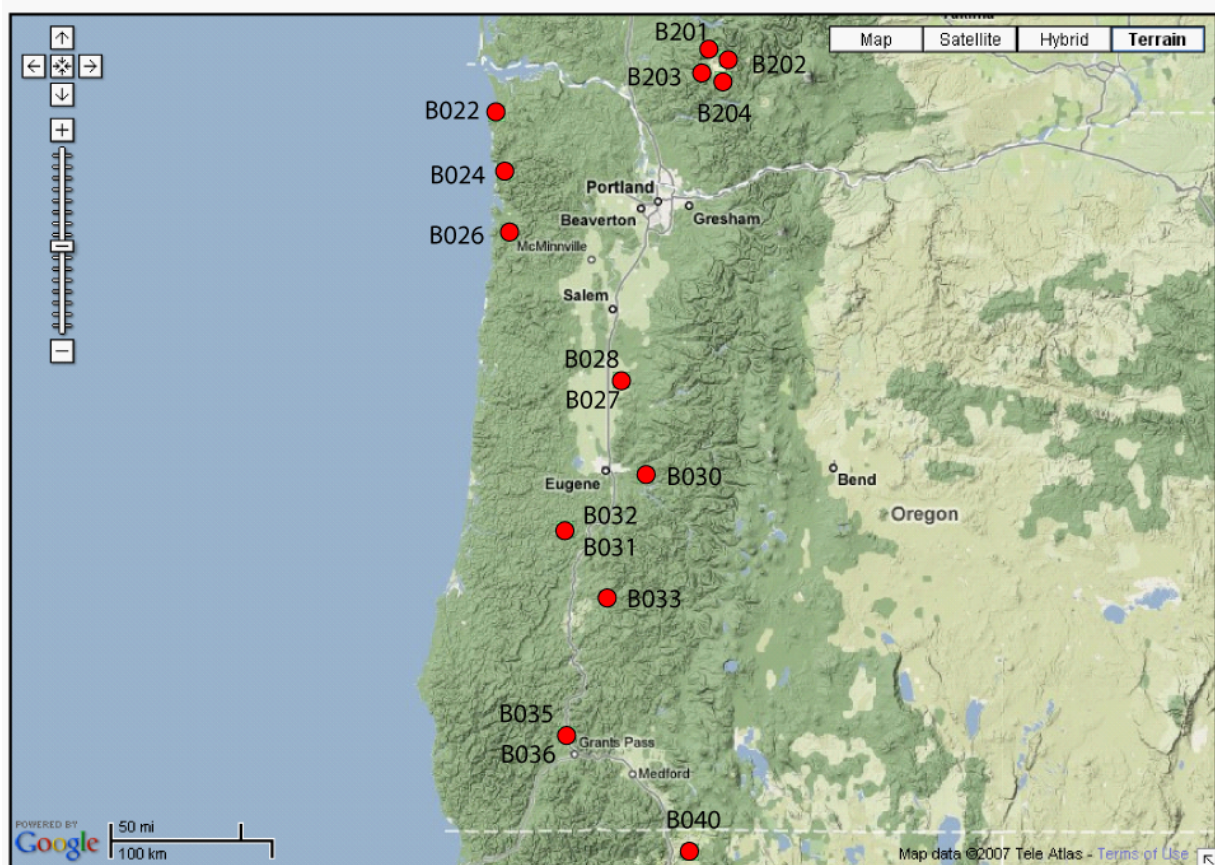 Yakima
B201
Map Satellite Hybrid Terrain
B202
B203
B204
B022
B024
Portland
Beaverton
Gresham
B026
McMinnville
Salem
B028
B027
B030
Eugene
Bend
B032
Oregon
B031
B033
B035
Grants Pass
B036
Medford
B040
POWERED BY
Google
50 mi
100 km
Map data ©2007 Tele Atlas - Terms of Use